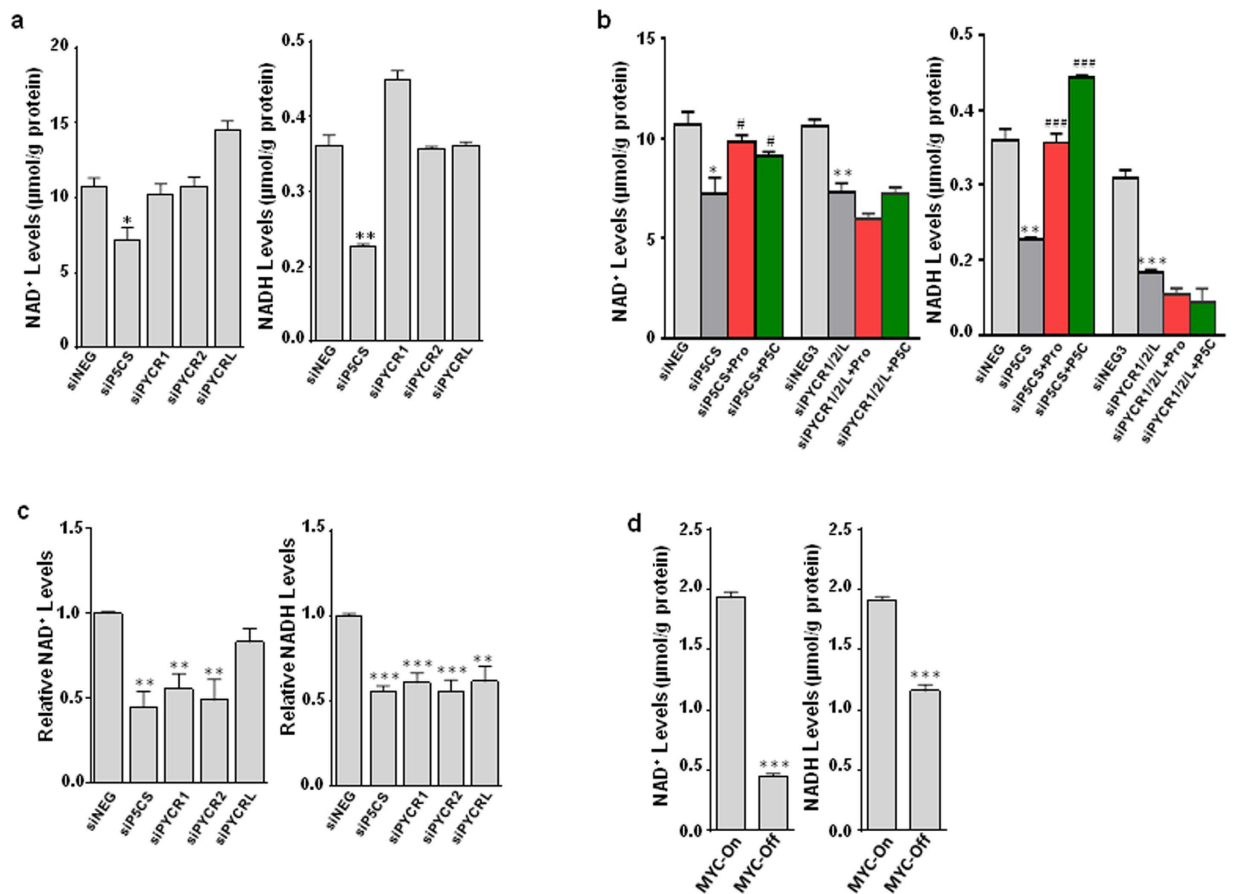 a
NAD⁺ Levels (μmol/g protein)
20
15
10
5
0
*
siNEG
siP5CS
siPYCR1
siPYCR2
siPYCRL
NADH Levels (μmol/g protein)
0.5
0.4
0.3
0.2
0.0
**
siNEG
siP5CS
siPYCR1
siPYCR2
siPYCRL
b
NAD⁺ Levels (μmol/g protein)
15
10
5
0
*
#
#
**
siNEG
siP5CS
siP5CS+Pro
siP5CS+P5C
siNEG3
siPYCR1/2/L
siPYCR1/2/L+Pro
siPYCR1/2/L+P5C
NADH Levels (μmol/g protein)
0.5
0.4
0.3
0.2
0.0
**
###
###
***
siNEG
siP5CS
siP5CS+Pro
siP5CS+P5C
siNEG3
siPYCR1/2/L
siPYCR1/2/L+Pro
siPYCR1/2/L+P5C
c
Relative NAD⁺ Levels
1.5
1.0
0.5
0.0
**
**
**
siNEG
siP5CS
siPYCR1
siPYCR2
siPYCRL
Relative NADH Levels
1.5
1.0
0.5
0.0
***
***
***
**
siNEG
siP5CS
siPYCR1
siPYCR2
siPYCRL
d
NAD⁺ Levels (μmol/g protein)
2.5
2.0
1.5
1.0
0.5
0.0
***
MYC-On
MYC-Off
NADH Levels (μmol/g protein)
2.5
2.0
1.5
1.0
0.5
0.0
***
MYC-On
MYC-Off